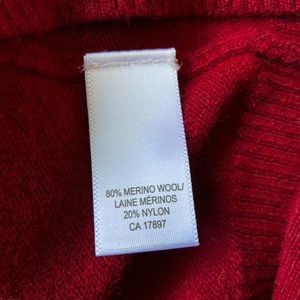 80% MERINO WOOL/
LAINE MÉRINOS
20% NYLON
CA 17897